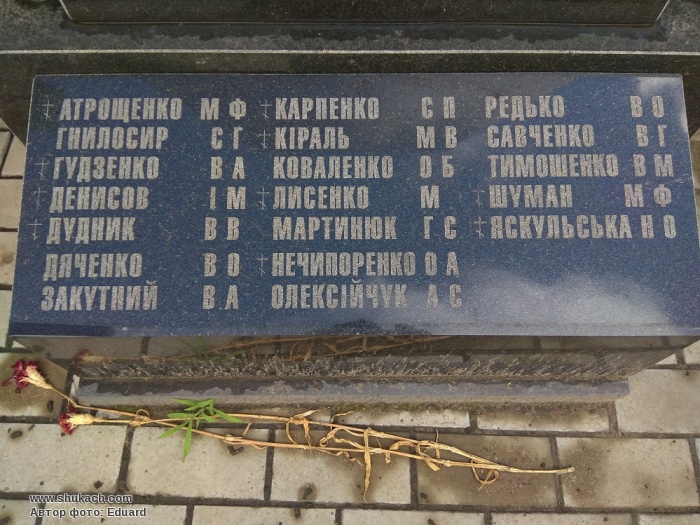 † АТРОЩЕНКО М Ф
ГНИЛОСИР С Г
† ГУДЗЕНКО В А
† ДЕНИСОВ І М
† ДУДНИК В В
ДЯЧЕНКО В О
ЗАКУТНИЙ В А
† КАРПЕНКО С П
† КІРАЛЬ М В
КОВАЛЕНКО О Б
† ЛИСЕНКО М
МАРТИНЮК Г С
† НЕЧИПОРЕНКО О А
ОЛЕКСІЙЧУК А С
РЕДЬКО В О
САВЧЕНКО В Г
ТИМОШЕНКО В М
† ШУМАН М Ф
† ЯСКУЛЬСЬКА Н О
www.shukach.com
Автор фото: Eduard